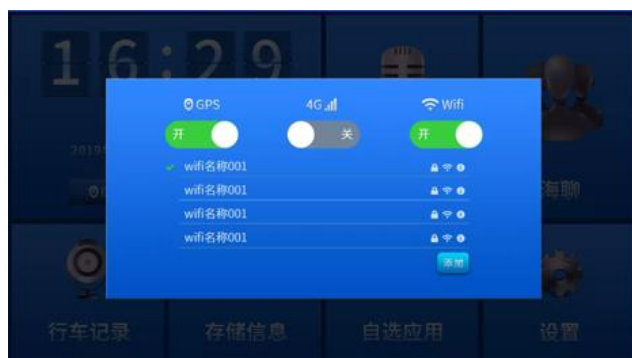 16:29
GPS 4G Wifi
开 关 开
2019
wifi名称001
wifi名称001
wifi名称001
wifi名称001
海聊
添加
行车记录 存储信息 自选应用 设置